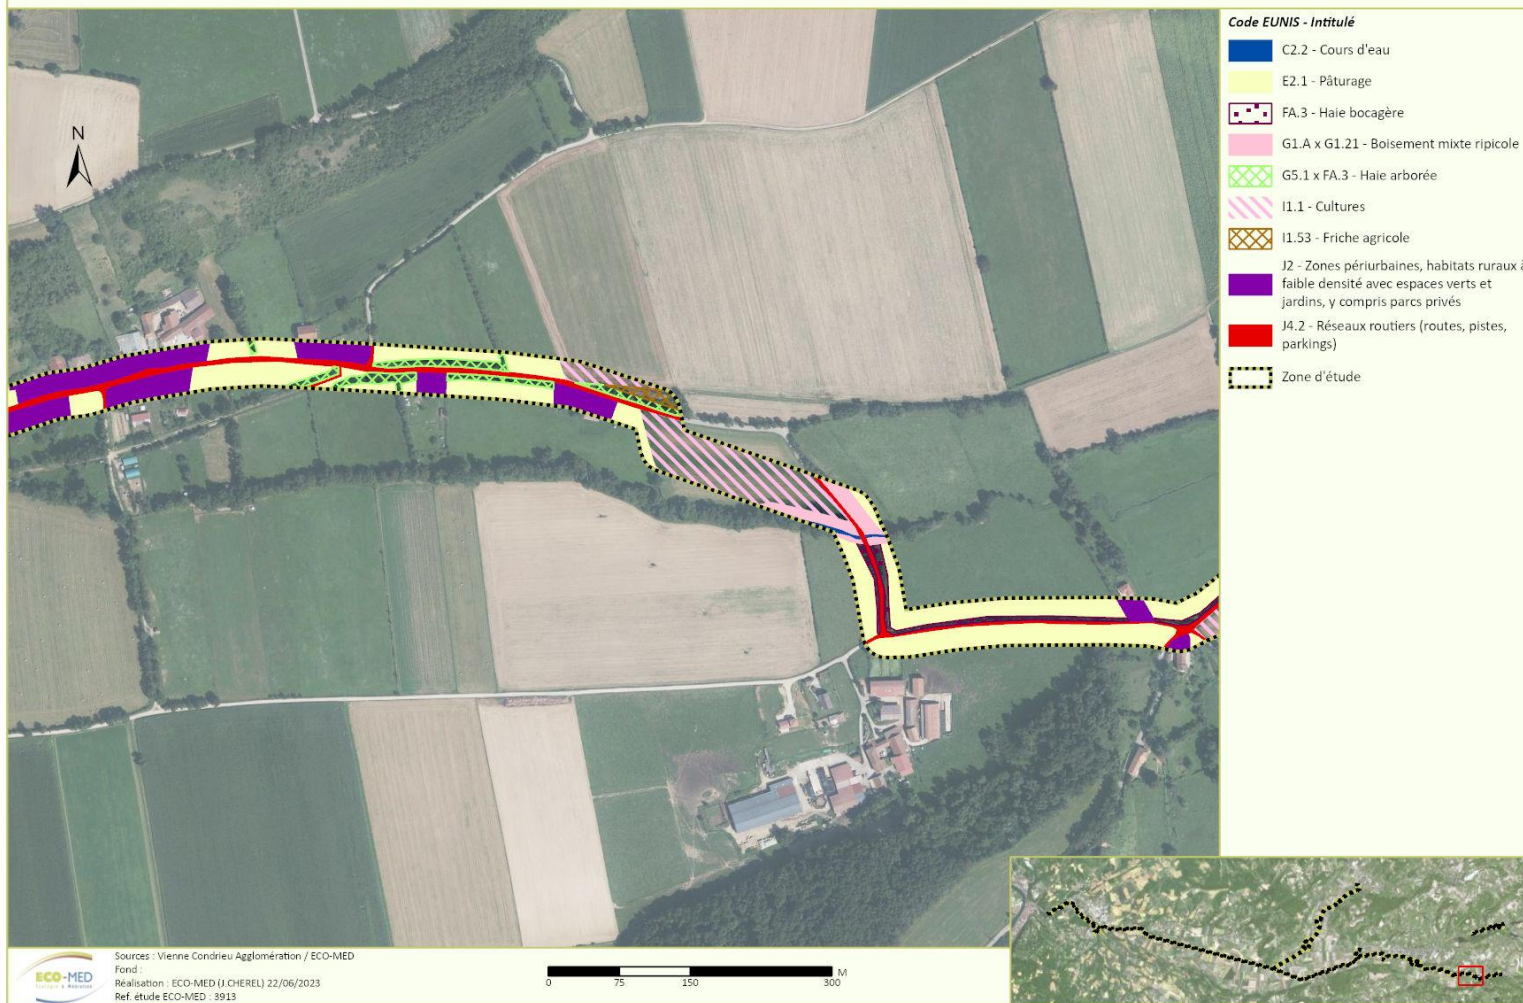 Code EUNIS - Intitulé
C2.2 - Cours d'eau
E2.1 - Pâturage
FA.3 - Haie bocagère
G1.A x G1.21 - Boisement mixte ripicole
G5.1 x FA.3 - Haie arborée
I1.1 - Cultures
I1.53 - Friche agricole
J2 - Zones périurbaines, habitats ruraux à
faible densité avec espaces verts et
jardins, y compris parcs privés
J4.2 - Réseaux routiers (routes, pistes,
parkings)
Zone d'étude
N
ECO-MED
Ecologie & Médiation
Sources : Vienne Condrieu Agglomération / ECO-MED
Fond :
Réalisation : ECO-MED (J.CHEREL) 22/06/2023
Ref. étude ECO-MED : 3913
M
0 75 150 300